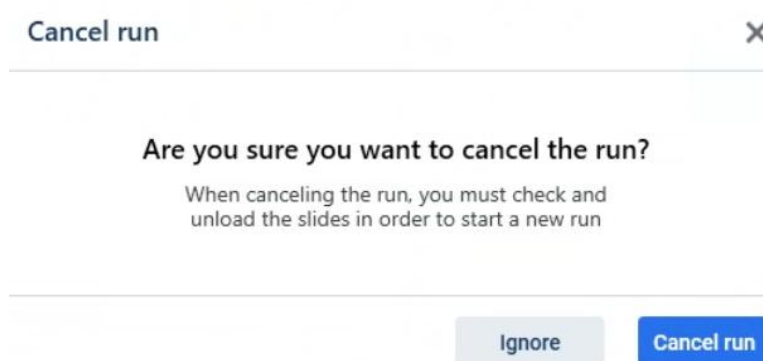 Cancel run
Are you sure you want to cancel the run?
When canceling the run, you must check and
unload the slides in order to start a new run
Ignore
Cancel run